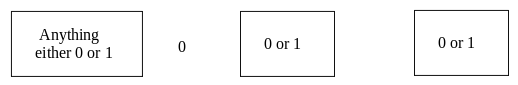 Anything
either 0 or 1
0
0 or 1
0 or 1